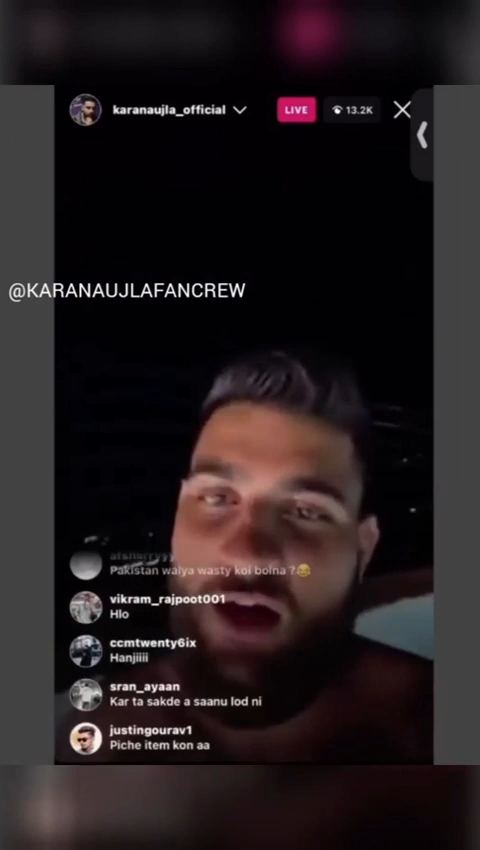 karanaujla_official
LIVE
13.2K
@KARANAUJLAFANCREW
Pakistan walya wasty koi bolna ?😂
vikram_rajpoot001
Hlo
ccmtwenty6ix
Hanjiiii
sran_ayaan
Kar ta sakde a saanu lod ni
justingourav1
Piche item kon aa